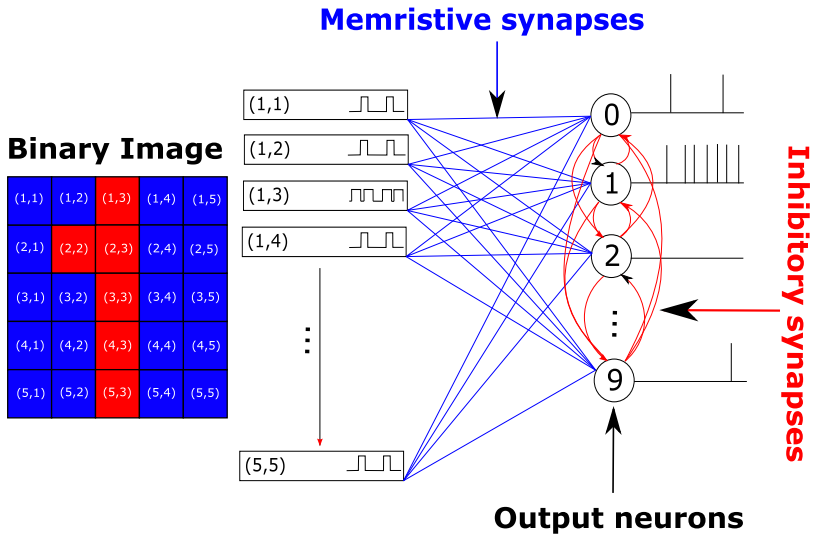 Memristive synapses
Binary Image
(1,1) (1,2) (1,3) (1,4) (1,5)
(2,1) (2,2) (2,3) (2,4) (2,5)
(3,1) (3,2) (3,3) (3,4) (3,5)
(4,1) (4,2) (4,3) (4,4) (4,5)
(5,1) (5,2) (5,3) (5,4) (5,5)
(1,1)
(1,2)
(1,3)
(1,4)
...
(5,5)
0
1
2
...
9
Inhibitory synapses
Output neurons